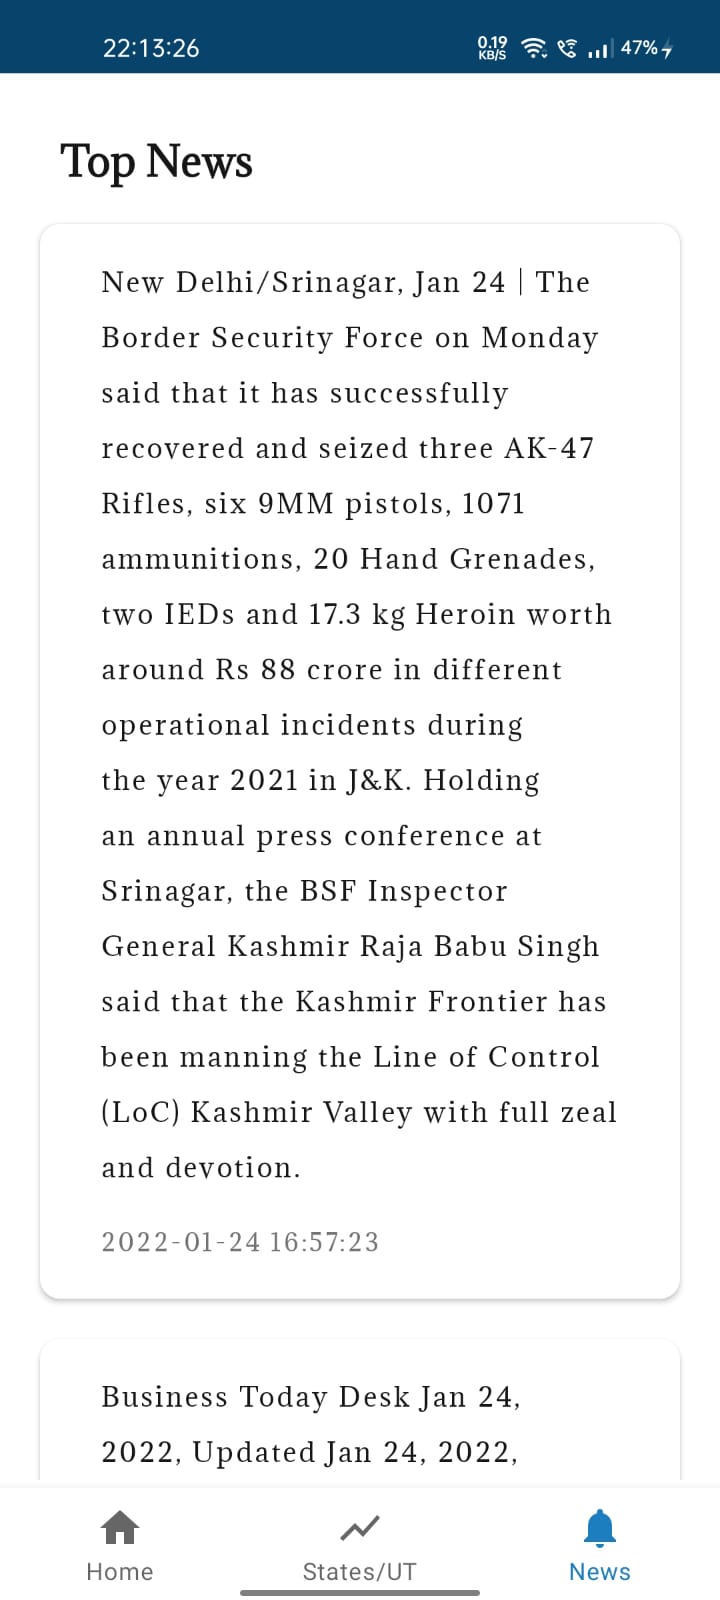 22:13:26 0.19 KB/S 47%
Top News
New Delhi/Srinagar, Jan 24 | The
Border Security Force on Monday
said that it has successfully
recovered and seized three AK-47
Rifles, six 9MM pistols, 1071
ammunitions, 20 Hand Grenades,
two IEDs and 17.3 kg Heroin worth
around Rs 88 crore in different
operational incidents during
the year 2021 in J&K. Holding
an annual press conference at
Srinagar, the BSF Inspector
General Kashmir Raja Babu Singh
said that the Kashmir Frontier has
been manning the Line of Control
(LoC) Kashmir Valley with full zeal
and devotion.
2022-01-24 16:57:23
Business Today Desk Jan 24,
2022, Updated Jan 24, 2022,
Home States/UT News